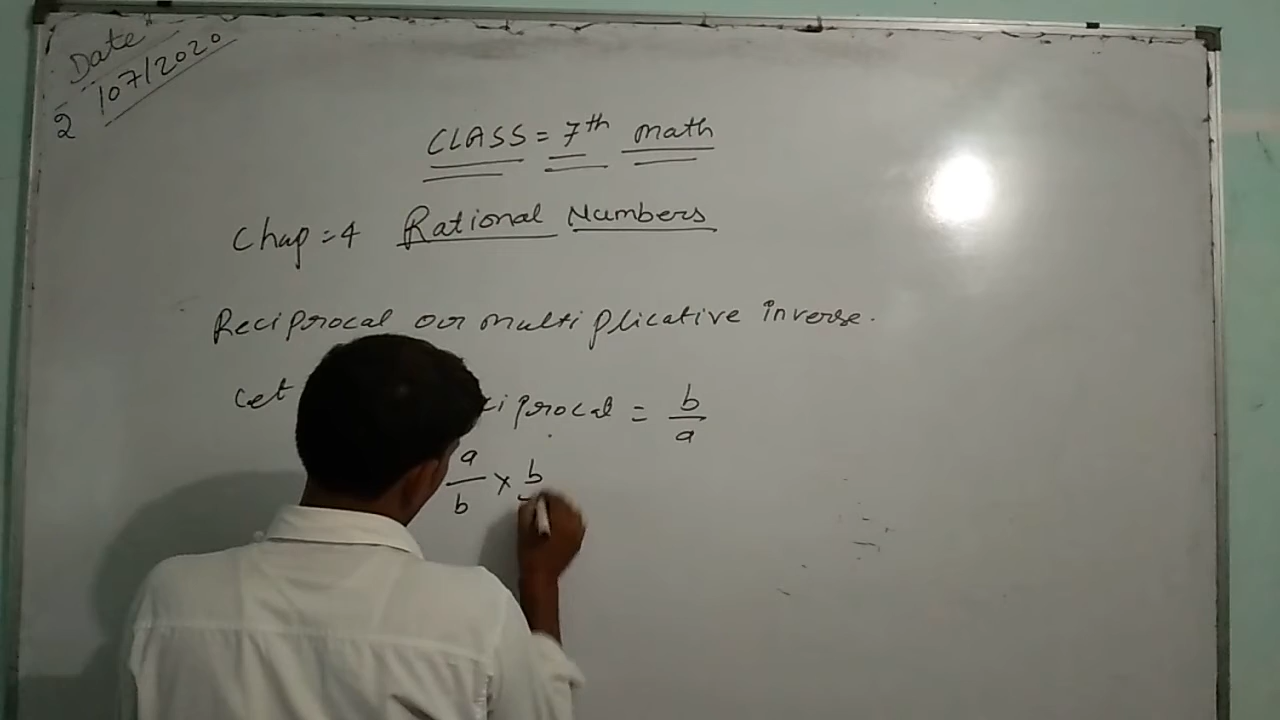 Date
2/07/2020
CLASS = 7th math
Chap = 4 Rational Numbers
Reciprocal or multiplicative inverse.
Let ciprocal = b/a
a/b × b